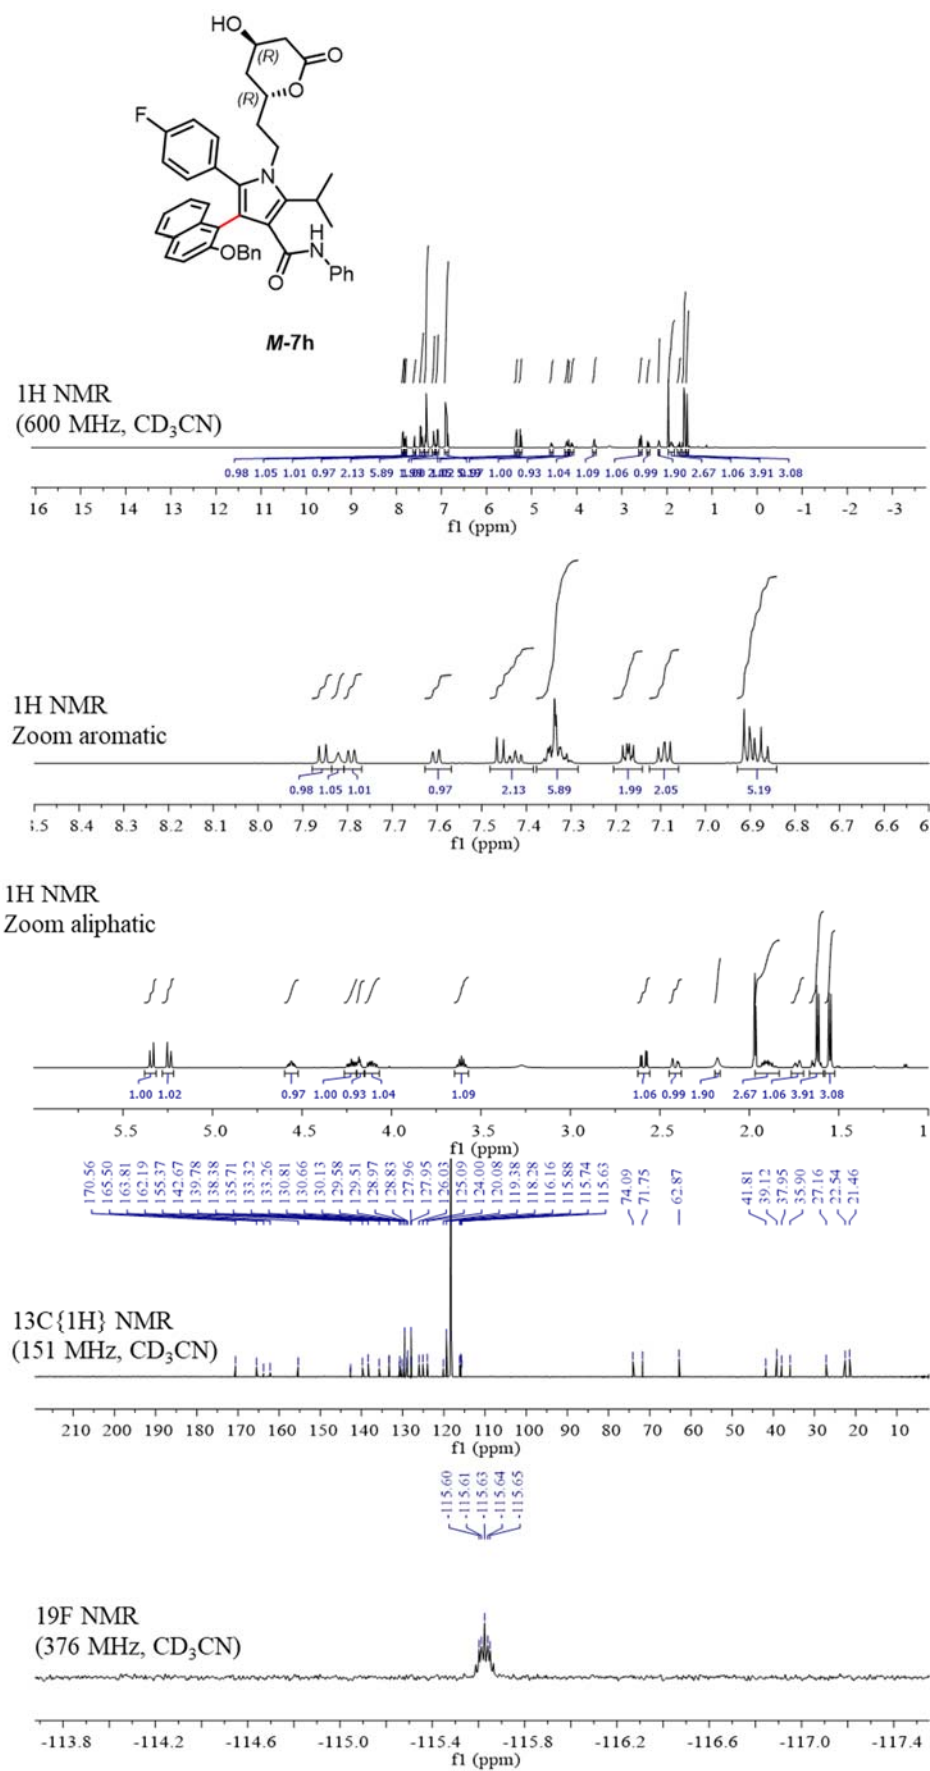 HO
(R)
O
O
(R)
F
N
H
N
OBn
O
Ph
M-7h
1H NMR
(600 MHz, CD3CN)
0.98 1.05 1.01 0.97 2.13 5.89 1.00 0.93 1.04 1.09 1.06 0.99 1.90 2.67 1.06 3.91 3.08
16 15 14 13 12 11 10 9 8 7 6 5 4 3 2 1 0 -1 -2 -3
f1 (ppm)
1H NMR
Zoom aromatic
0.98 1.05 1.01 0.97 2.13 5.89 1.99 2.05 5.19
8.4 8.3 8.2 8.1 8.0 7.9 7.8 7.7 7.6 7.5 7.4 7.3 7.2 7.1 7.0 6.9 6.8 6.7 6.6
f1 (ppm)
1H NMR
Zoom aliphatic
1.00 1.02 0.97 1.00 0.93 1.04 1.09 1.06 0.99 1.90 2.67 1.06 3.91 3.08
5.5 5.0 4.5 4.0 3.5 3.0 2.5 2.0 1.5 1
f1 (ppm)
170.56
165.50
163.81
162.19
155.37
142.67
139.78
138.38
135.71
133.32
133.26
130.81
130.66
130.13
129.58
129.51
128.97
128.83
127.96
127.95
126.03
125.09
124.00
120.08
119.38
118.28
116.16
115.88
115.74
115.63
74.09
71.75
62.87
41.81
39.12
37.95
35.90
27.16
22.54
21.46
13C{1H} NMR
(151 MHz, CD3CN)
210 200 190 180 170 160 150 140 130 120 110 100 90 80 70 60 50 40 30 20 10
f1 (ppm)
-115.60
-115.61
-115.63
-115.64
-115.65
19F NMR
(376 MHz, CD3CN)
-113.8 -114.2 -114.6 -115.0 -115.4 -115.8 -116.2 -116.6 -117.0 -117.4
f1 (ppm)